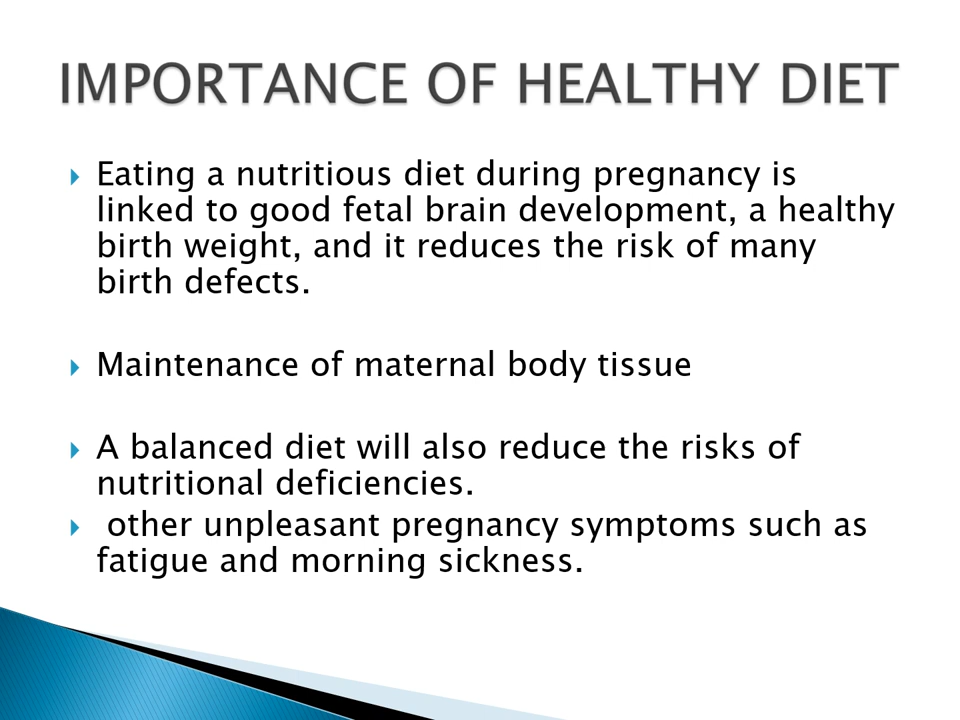 IMPORTANCE OF HEALTHY DIET
Eating a nutritious diet during pregnancy is
linked to good fetal brain development, a healthy
birth weight, and it reduces the risk of many
birth defects.
Maintenance of maternal body tissue
A balanced diet will also reduce the risks of
nutritional deficiencies.
other unpleasant pregnancy symptoms such as
fatigue and morning sickness.